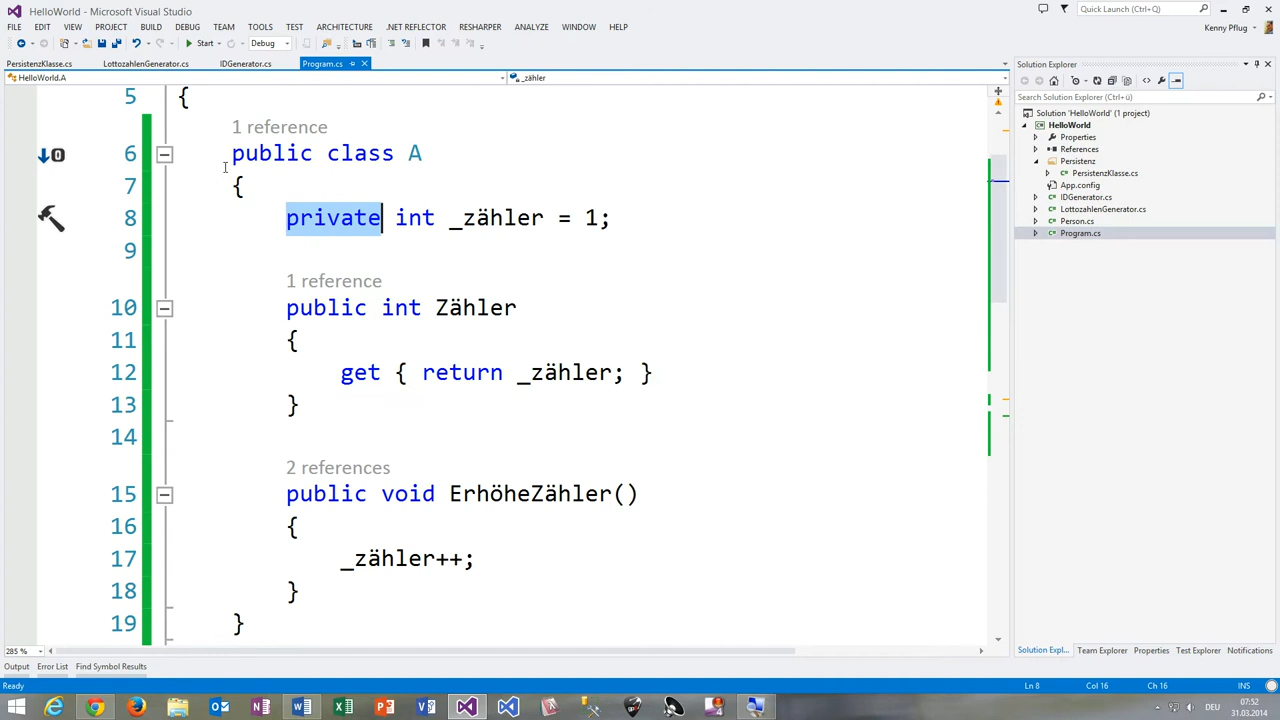 HelloWorld - Microsoft Visual Studio
Quick Launch (Ctrl+Q)
FILE EDIT VIEW PROJECT BUILD DEBUG TEAM TOOLS TEST ARCHITECTURE .NET REFLECTOR RESHARPER ANALYZE WINDOW HELP
Kenny Pflug
Start Debug
PersistenzKlasse.cs LottozahlenGenerator.cs IDGenerator.cs Program.cs
HelloWorld.A _zähler
5 {
1 reference
6 public class A
7 {
8 private int _zähler = 1;
9
1 reference
10 public int Zähler
11 {
12 get { return _zähler; }
13 }
14
2 references
15 public void ErhöheZähler()
16 {
17 _zähler++;
18 }
19 }
285 %
Solution Explorer
Search Solution Explorer (Ctrl+ü)
Solution 'HelloWorld' (1 project)
HelloWorld
Properties
References
Persistenz
PersistenzKlasse.cs
App.config
IDGenerator.cs
LottozahlenGenerator.cs
Person.cs
Program.cs
Solution Expl... Team Explorer Properties Test Explorer Notifications
Output Error List Find Symbol Results
Ready Ln 8 Col 16 Ch 16 INS
DEU 07:52
31.03.2014